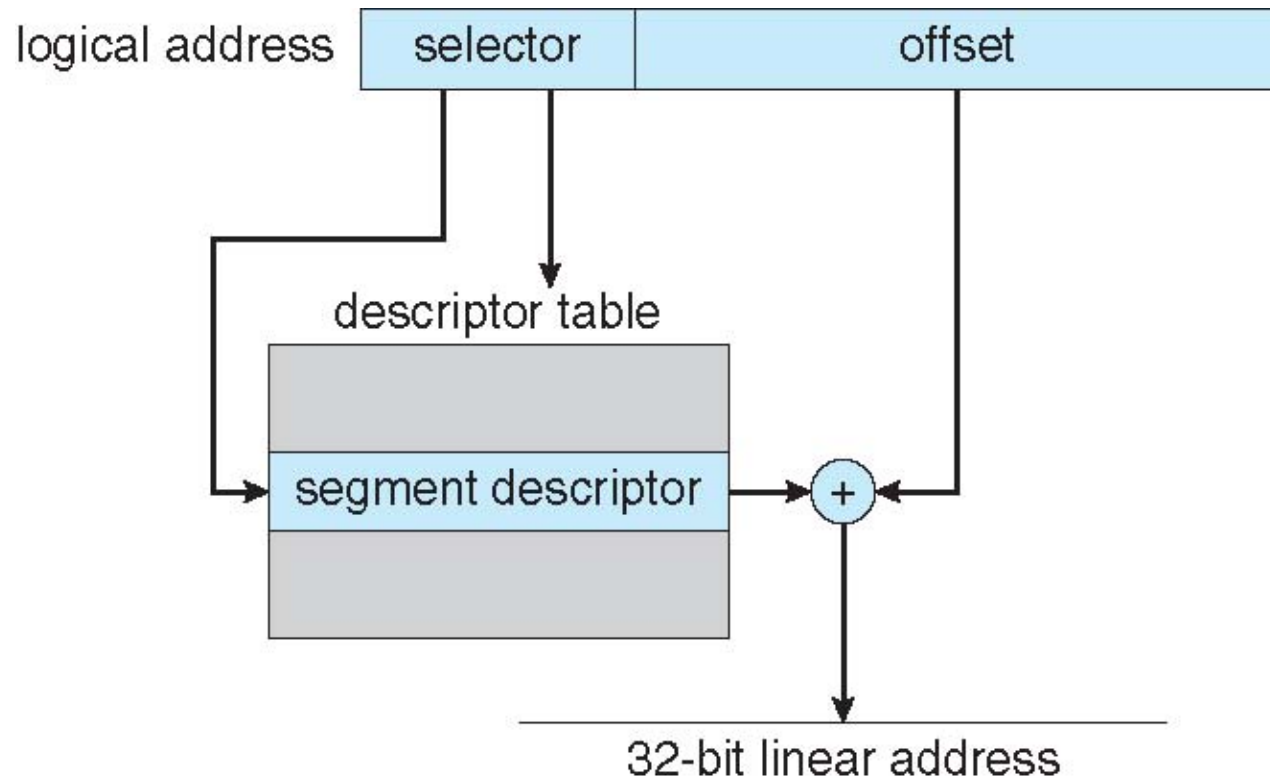 logical address selector offset
descriptor table
segment descriptor +
32-bit linear address